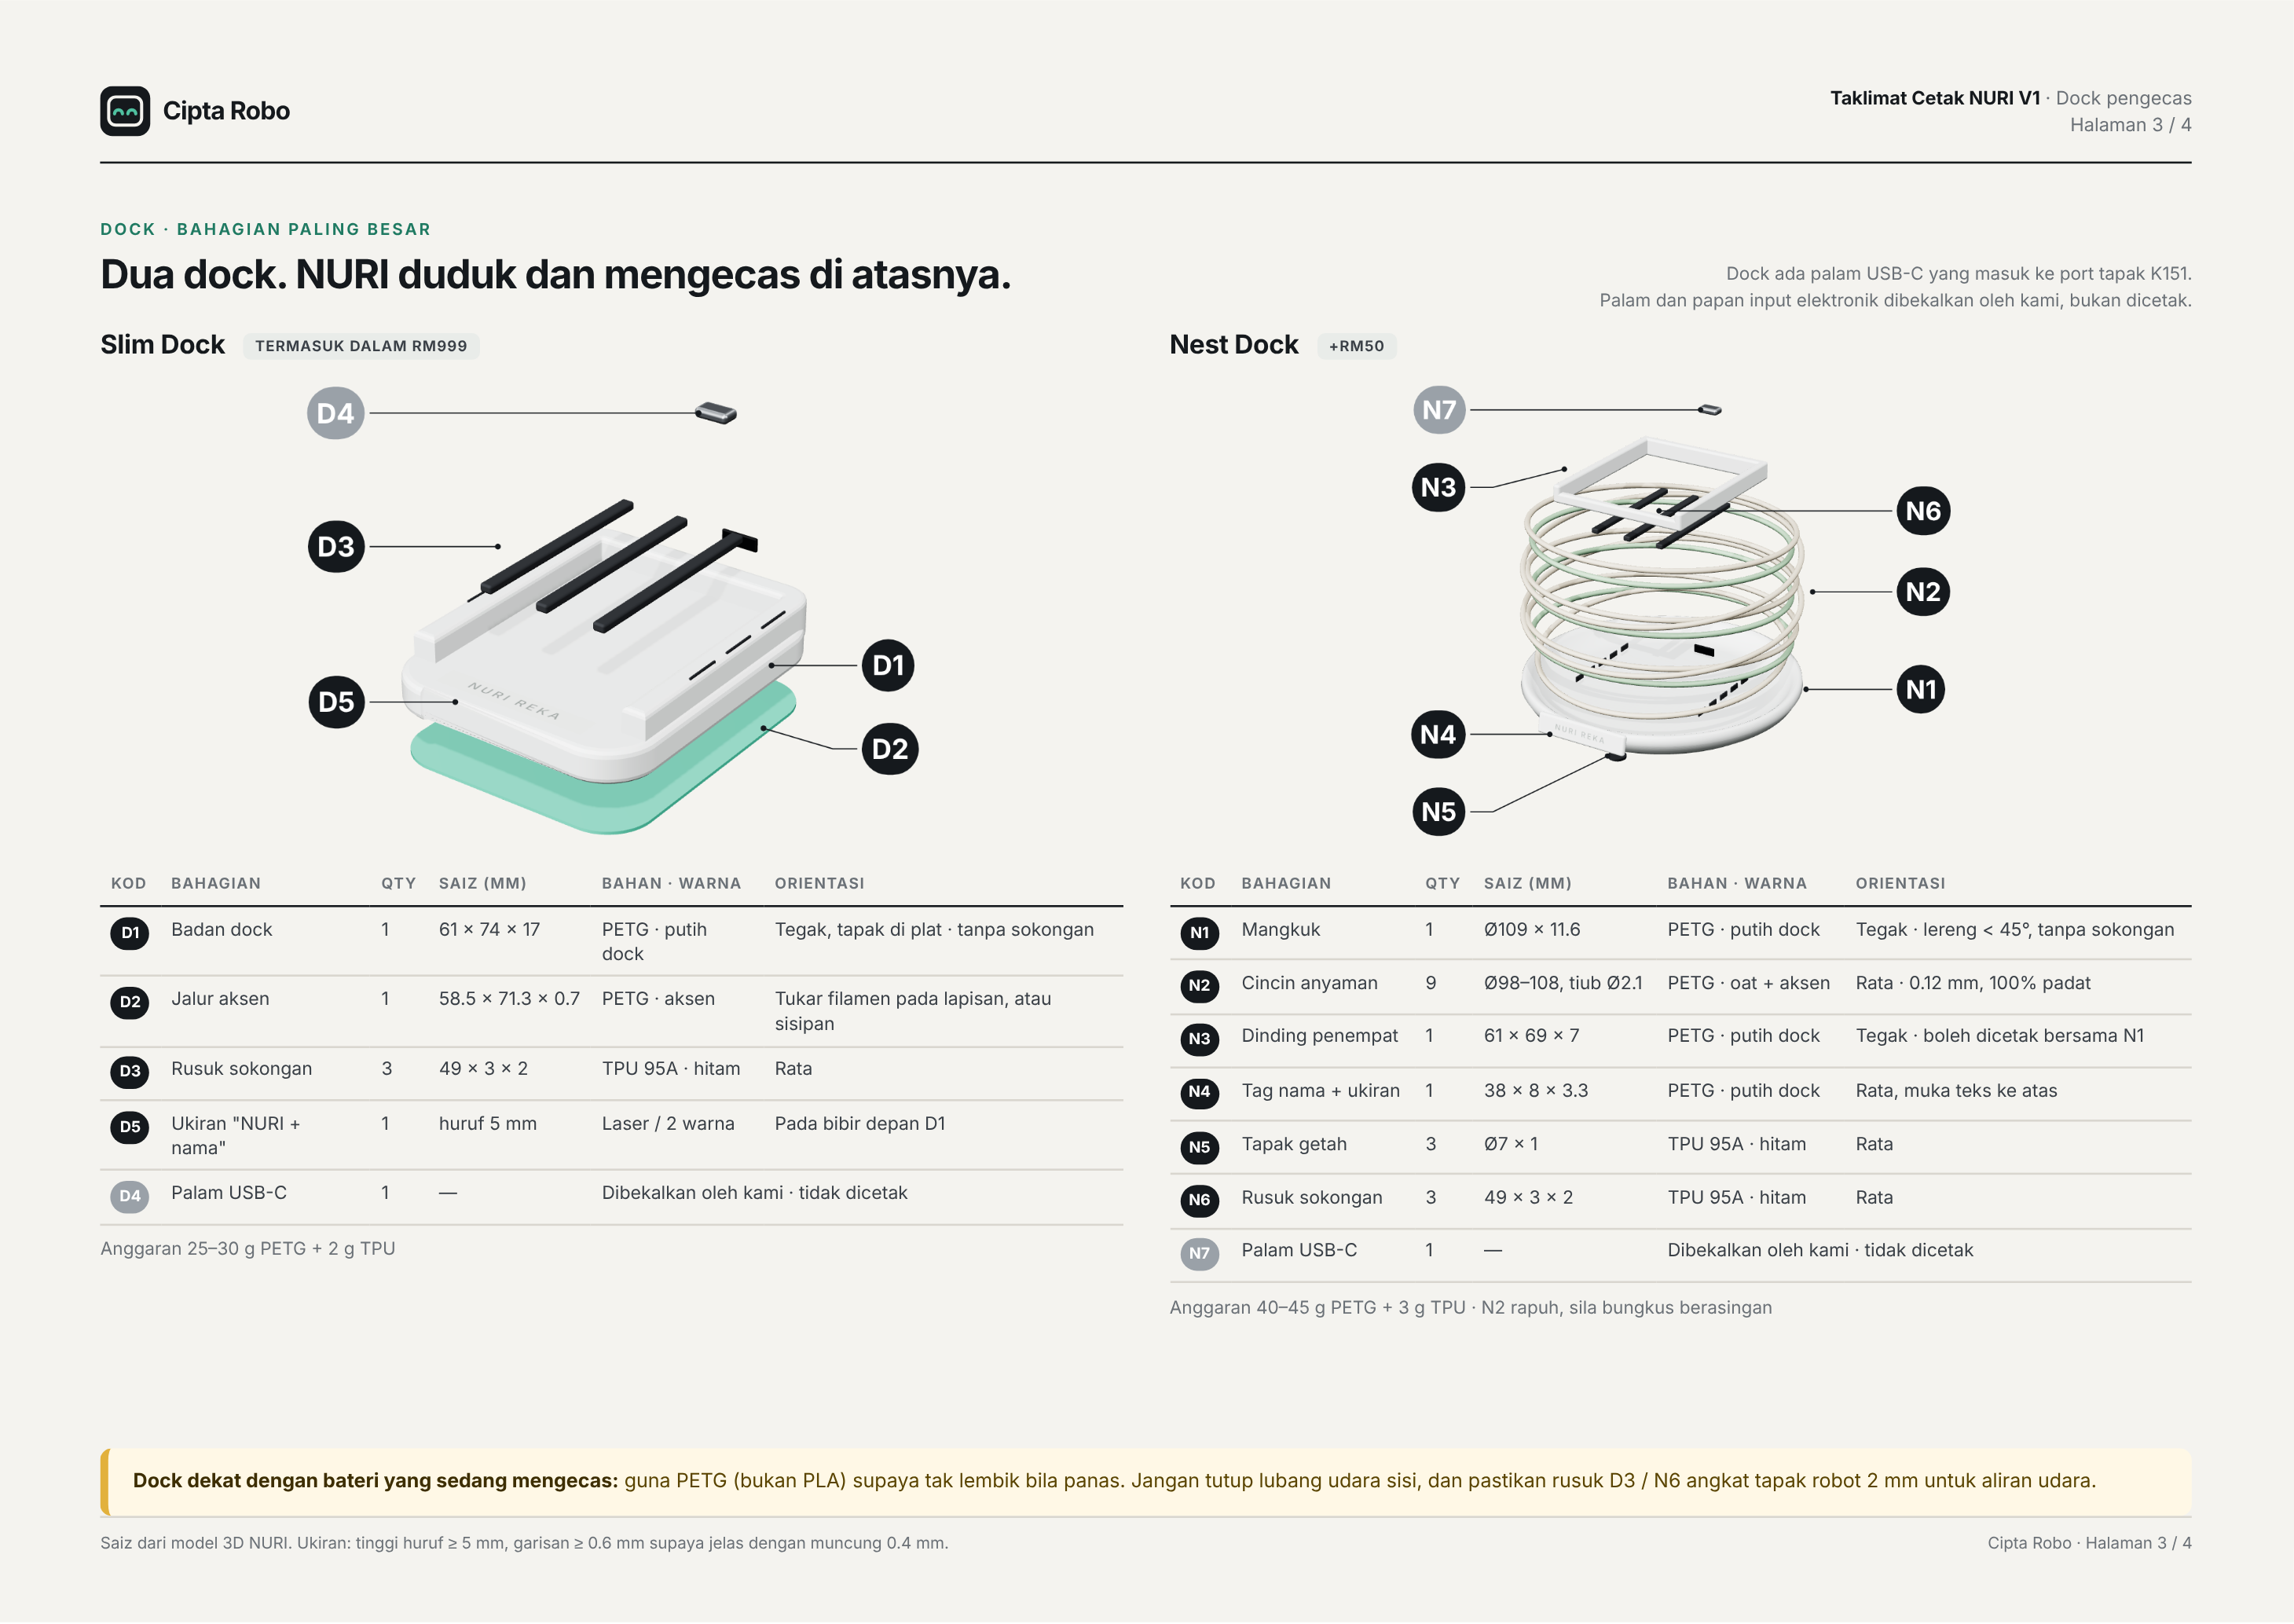 Cipta Robo
Taklimat Cetak NURI V1 · Dock pengecas
Halaman 3 / 4
DOCK · BAHAGIAN PALING BESAR
Dua dock. NURI duduk dan mengecas di atasnya.
Dock ada palam USB-C yang masuk ke port tapak K151.
Palam dan papan input elektronik dibekalkan oleh kami, bukan dicetak.
Slim Dock TERMASUK DALAM RM999
D4
D3
D1
D5
NURI REKA
D2
KOD BAHAGIAN QTY SAIZ (MM) BAHAN · WARNA ORIENTASI
D1 Badan dock 1 61 × 74 × 17 PETG · putih dock Tegak, tapak di plat · tanpa sokongan
D2 Jalur aksen 1 58.5 × 71.3 × 0.7 PETG · aksen Tukar filamen pada lapisan, atau sisipan
D3 Rusuk sokongan 3 49 × 3 × 2 TPU 95A · hitam Rata
D5 Ukiran "NURI + nama" 1 huruf 5 mm Laser / 2 warna Pada bibir depan D1
D4 Palam USB-C 1 — Dibekalkan oleh kami · tidak dicetak
Anggaran 25–30 g PETG + 2 g TPU
Nest Dock +RM50
N7
N3
N6
N2
N1
N4
NURI REKA
N5
KOD BAHAGIAN QTY SAIZ (MM) BAHAN · WARNA ORIENTASI
N1 Mangkuk 1 Ø109 × 11.6 PETG · putih dock Tegak · lereng < 45°, tanpa sokongan
N2 Cincin anyaman 9 Ø98–108, tiub Ø2.1 PETG · oat + aksen Rata · 0.12 mm, 100% padat
N3 Dinding penempat 1 61 × 69 × 7 PETG · putih dock Tegak · boleh dicetak bersama N1
N4 Tag nama + ukiran 1 38 × 8 × 3.3 PETG · putih dock Rata, muka teks ke atas
N5 Tapak getah 3 Ø7 × 1 TPU 95A · hitam Rata
N6 Rusuk sokongan 3 49 × 3 × 2 TPU 95A · hitam Rata
N7 Palam USB-C 1 — Dibekalkan oleh kami · tidak dicetak
Anggaran 40–45 g PETG + 3 g TPU · N2 rapuh, sila bungkus berasingan
Dock dekat dengan bateri yang sedang mengecas: guna PETG (bukan PLA) supaya tak lembik bila panas. Jangan tutup lubang udara sisi, dan pastikan rusuk D3 / N6 angkat tapak robot 2 mm untuk aliran udara.
Saiz dari model 3D NURI. Ukiran: tinggi huruf ≥ 5 mm, garisan ≥ 0.6 mm supaya jelas dengan muncung 0.4 mm.
Cipta Robo · Halaman 3 / 4